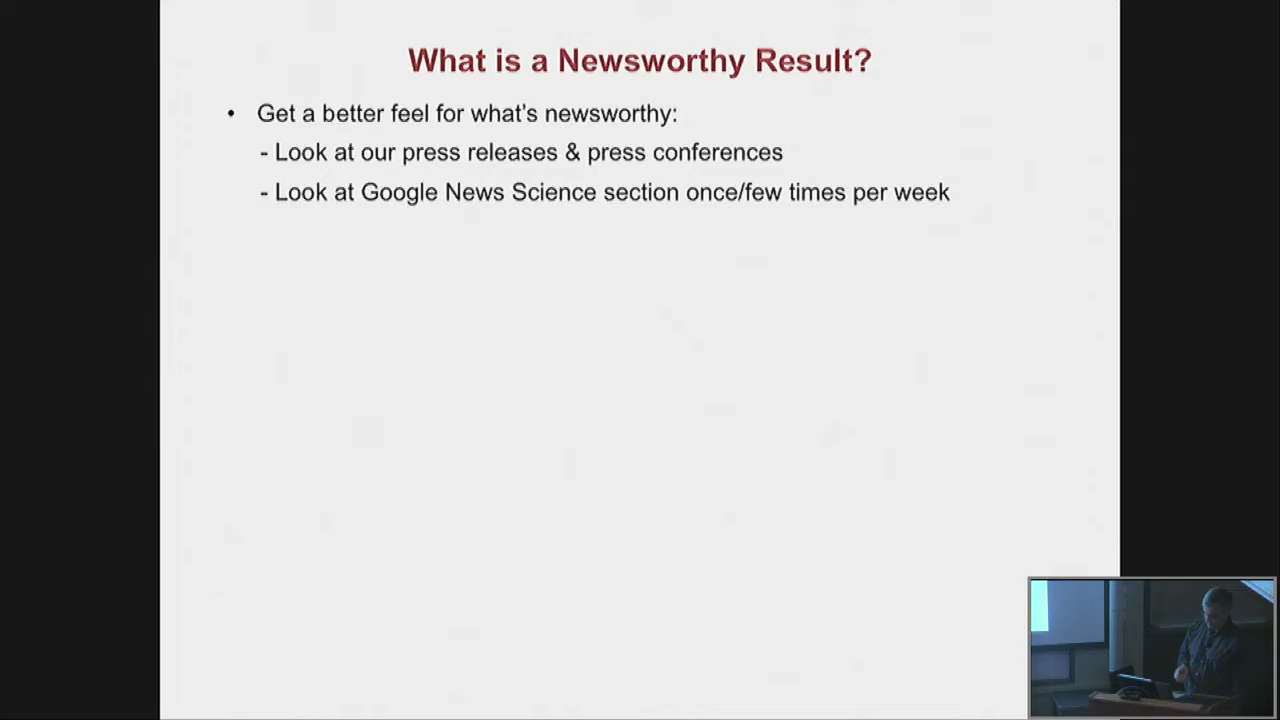 What is a Newsworthy Result?
• Get a better feel for what's newsworthy:
- Look at our press releases & press conferences
- Look at Google News Science section once/few times per week